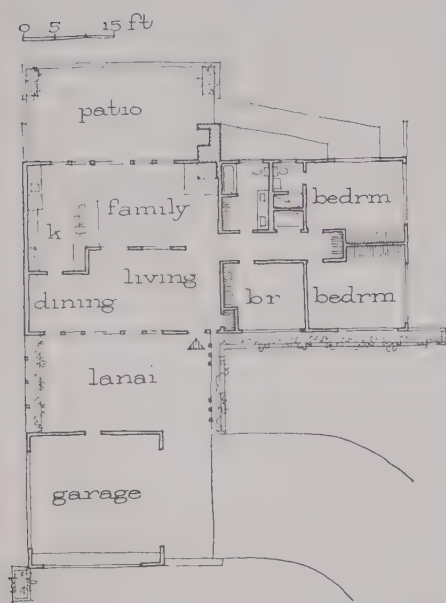 0 5 15 ft
patio
family
bedrm
k
living
dining
br
bedrm
lanai
garage